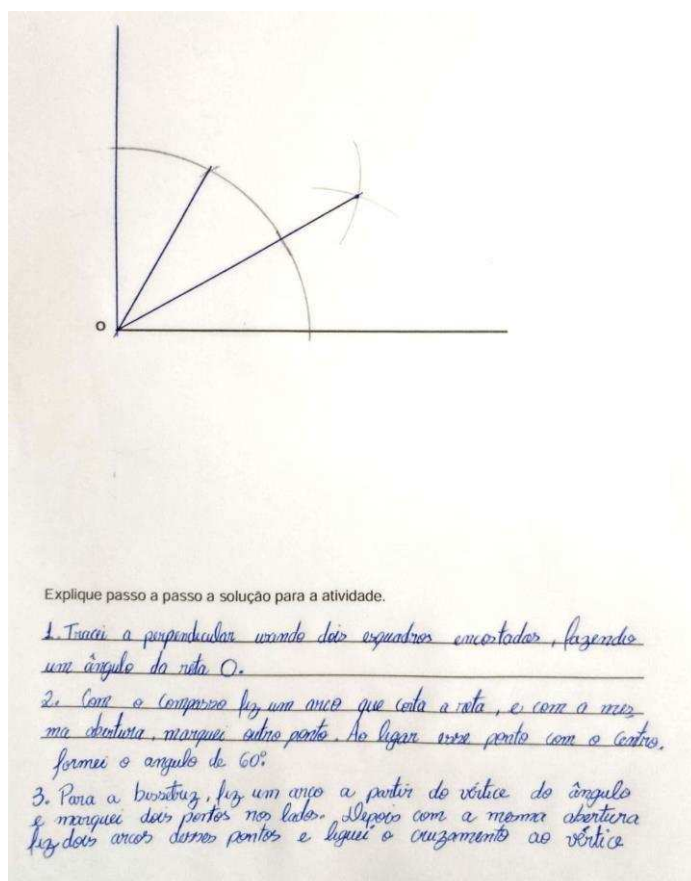 O
Explique passo a passo a solução para a atividade.
1. Tracei a perpendicular usando dois esquadros encostados, fazendo
um ângulo da reta O.
2. Com o compasso fiz um arco que corta a reta, e com a mes
ma abertura, marquei outro ponto. Ao ligar esse ponto com o centro,
formei o angulo de 60°.
3. Para a bissetriz, fiz um arco a partir do vértice do ângulo
e marquei dois pontos nos lados. Depois com a mesma abertura
fiz dois arcos desses pontos e liguei o cruzamento ao vértice